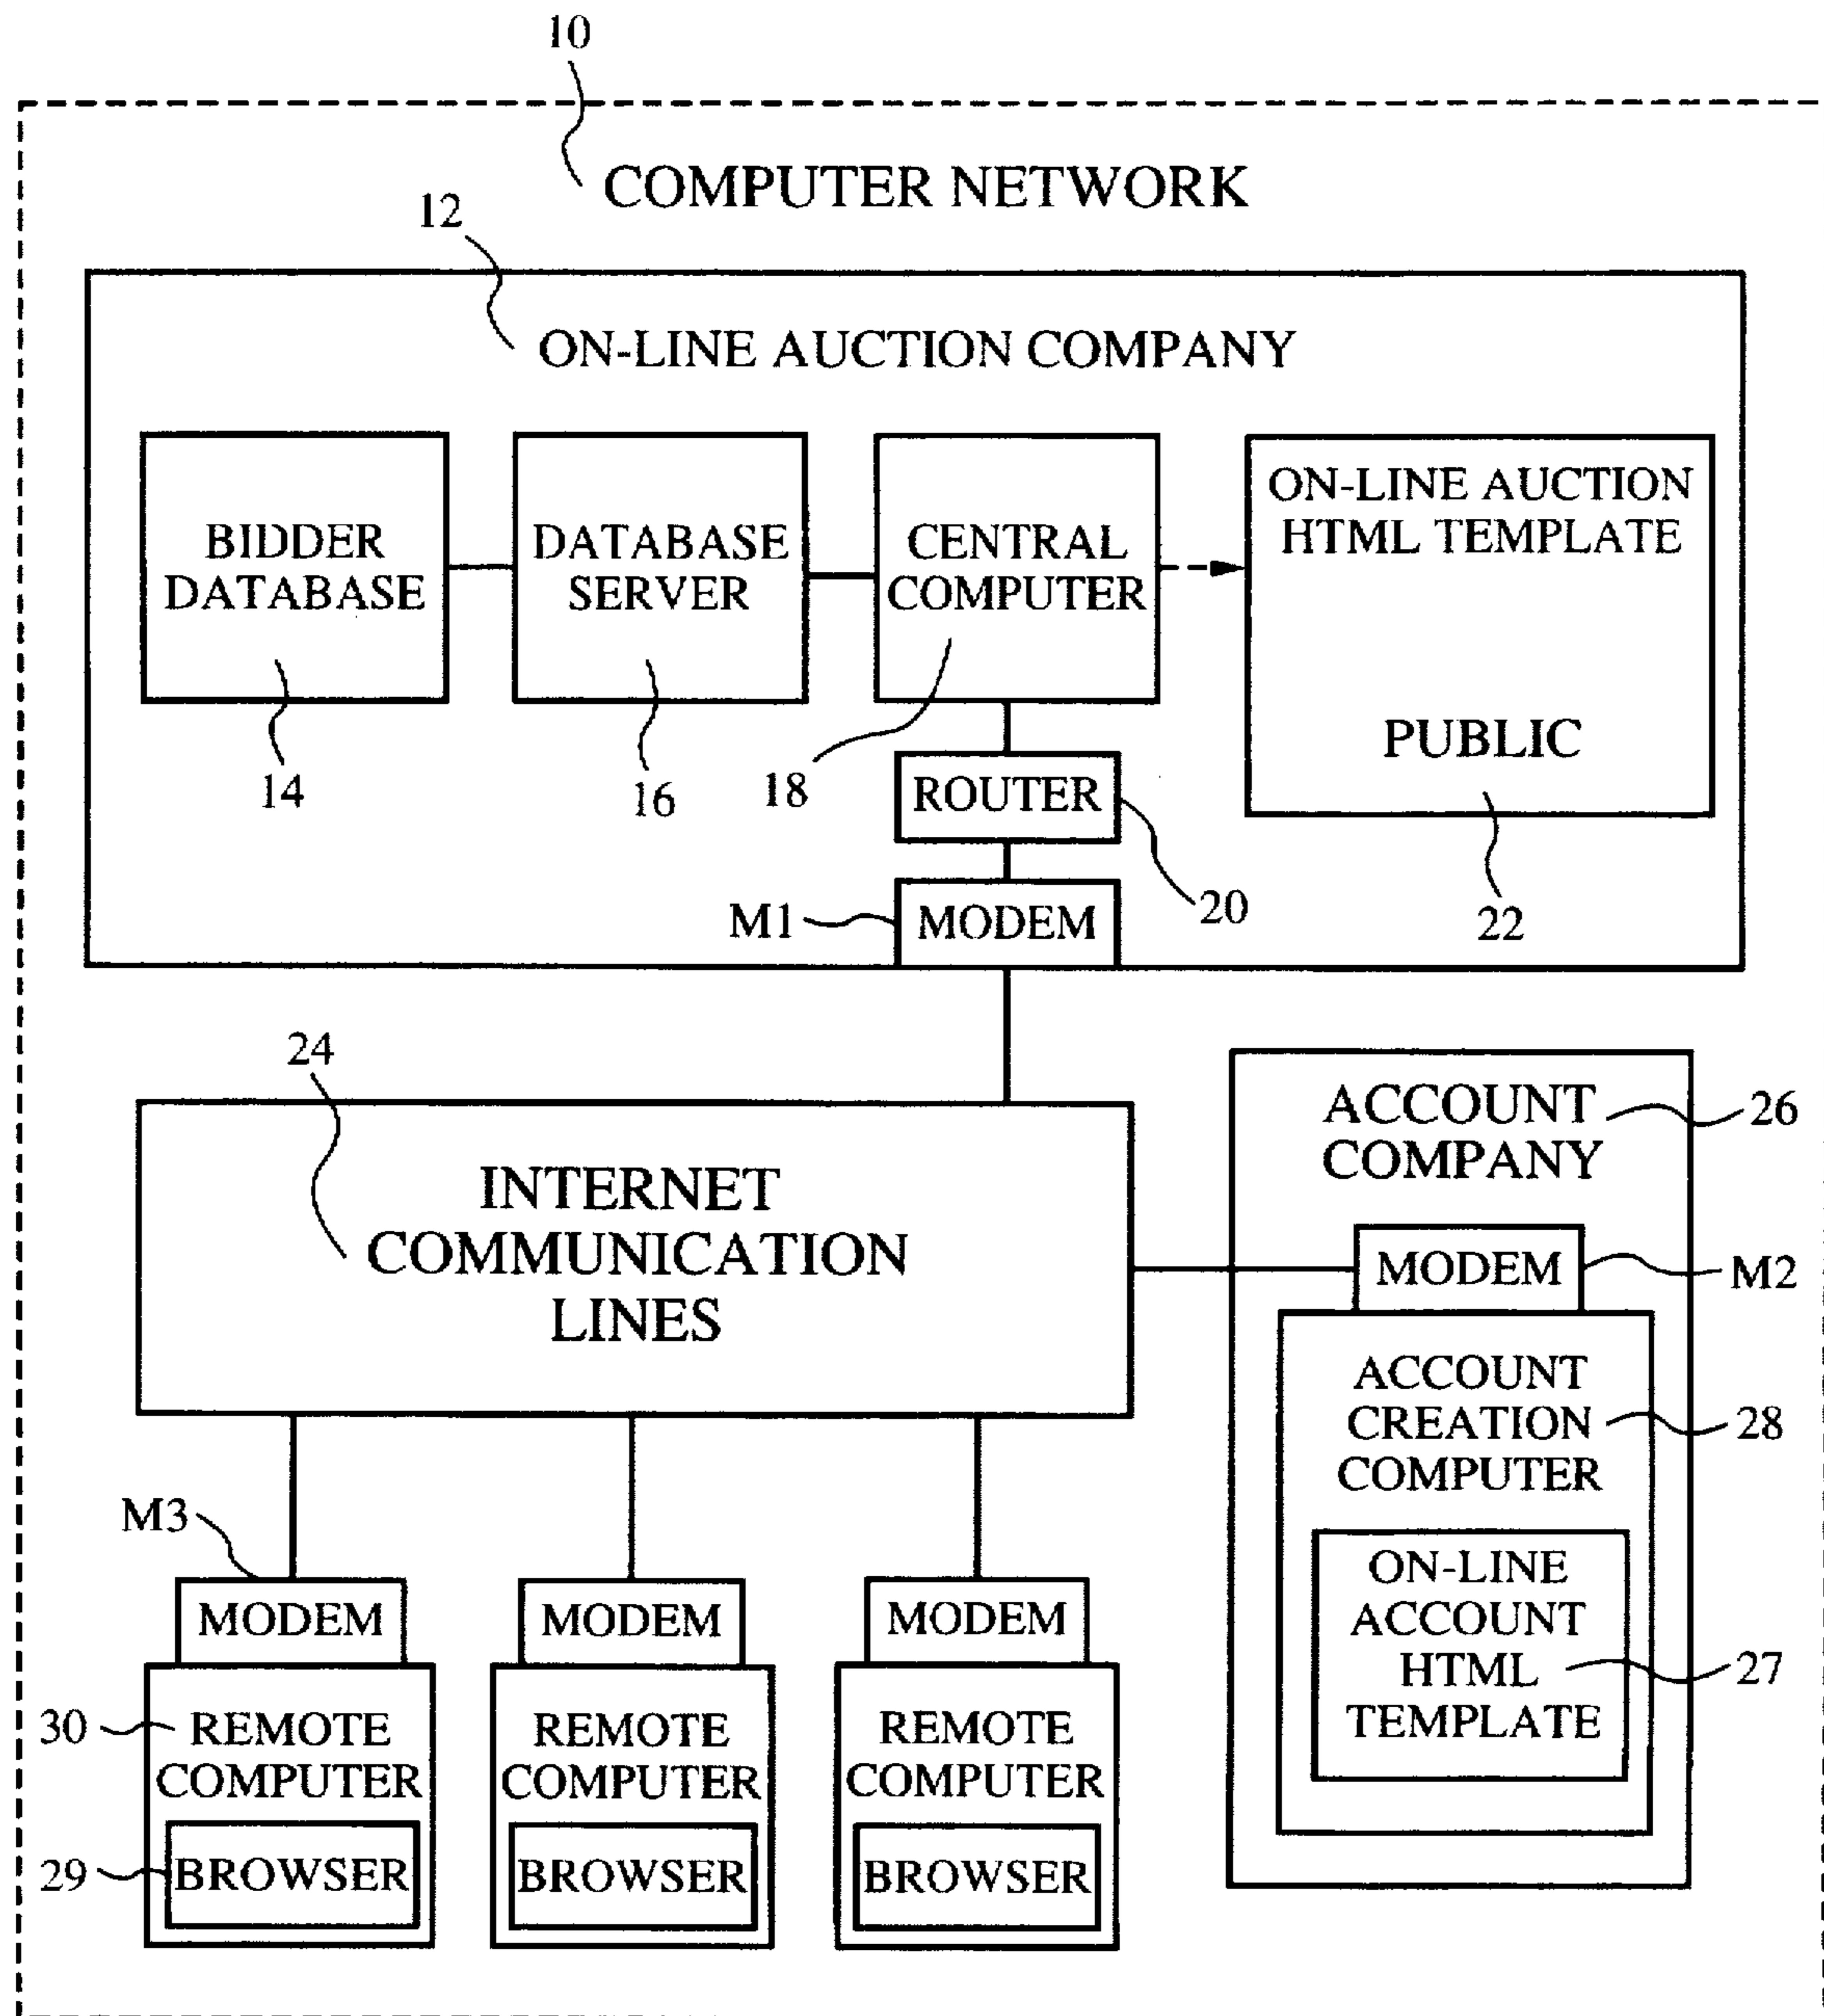 10
COMPUTER NETWORK
12
ON-LINE AUCTION COMPANY
BIDDER
DATABASE
14
DATABASE
SERVER
16
CENTRAL
COMPUTER
18
ON-LINE AUCTION
HTML TEMPLATE
PUBLIC
22
ROUTER
20
M1
MODEM
24
INTERNET
COMMUNICATION
LINES
ACCOUNT
COMPANY
26
MODEM
M2
ACCOUNT
CREATION
COMPUTER
28
ON-LINE
ACCOUNT
HTML
TEMPLATE
27
M3
MODEM
30
REMOTE
COMPUTER
29
BROWSER
MODEM
REMOTE
COMPUTER
BROWSER
MODEM
REMOTE
COMPUTER
BROWSER